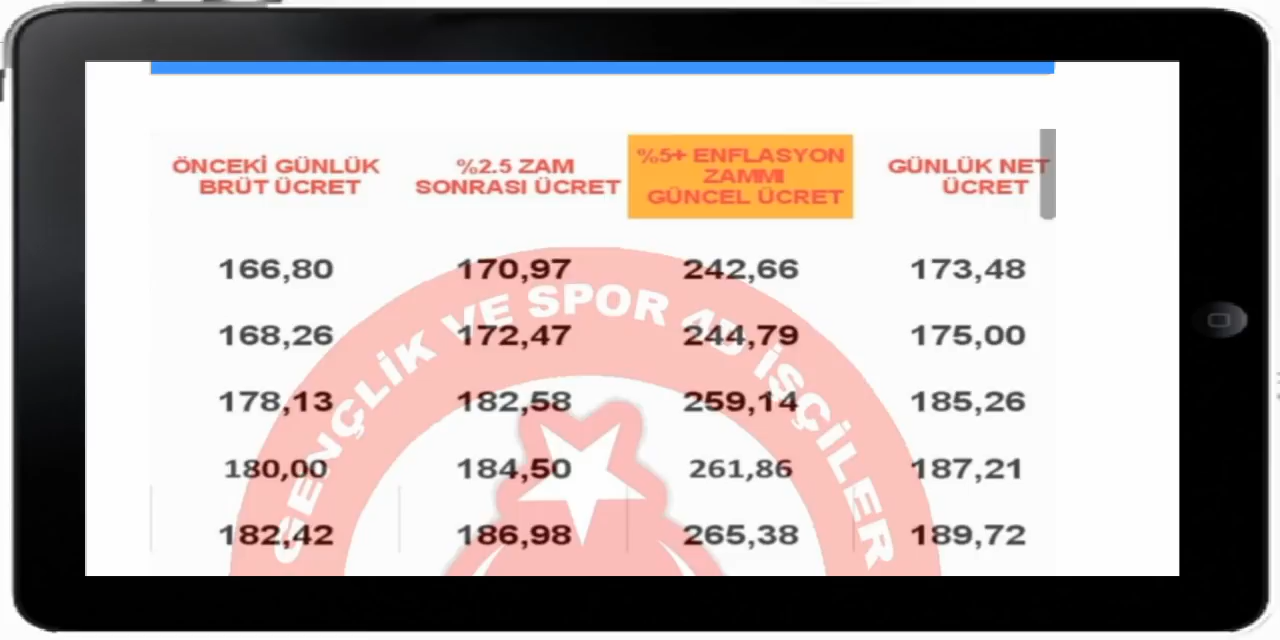 ÖNCEKİ GÜNLÜK
BRÜT ÜCRET
%2.5 ZAM
SONRASI ÜCRET
%5+ ENFLASYON
ZAMMI
GÜNCEL ÜCRET
GÜNLÜK NET
ÜCRET
166,80 170,97 242,66 173,48
168,26 172,47 244,79 175,00
178,13 182,58 259,14 185,26
180,00 184,50 261,86 187,21
182,42 186,98 265,38 189,72
GENÇLİK VE SPOR 4D İŞÇİLER